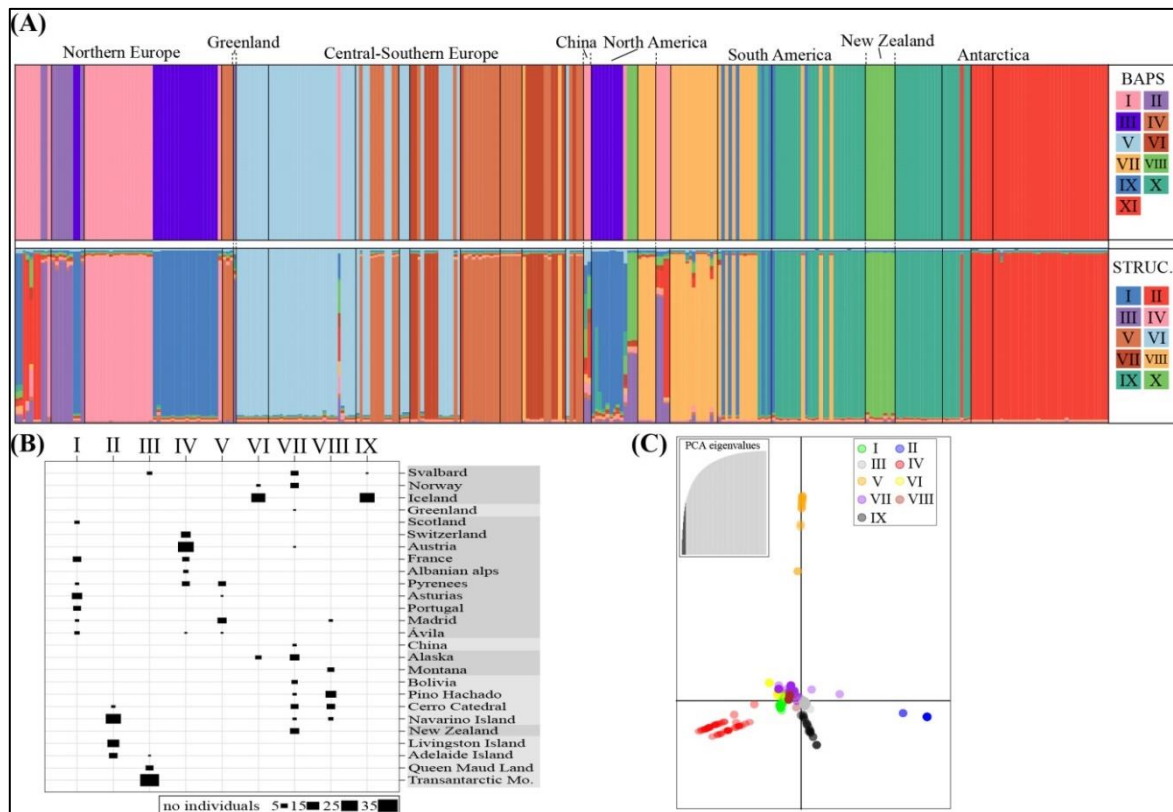 (A)
Northern Europe
Greenland
Central-Southern Europe
China
North America
South America
New Zealand
Antarctica
BAPS
I II
III IV
V VI
VII VIII
IX X
XI
STRUC.
I II
III IV
V VI
VII VIII
IX X
(B)
I II III IV V VI VII VIII IX
Svalbard
Norway
Iceland
Greenland
Scotland
Switzerland
Austria
France
Albanian alps
Pyrenees
Asturias
Portugal
Madrid
Ávila
China
Alaska
Montana
Bolivia
Pino Hachado
Cerro Catedral
Navarino Island
New Zealand
Livingston Island
Adelaide Island
Queen Maud Land
Transantarctic Mo.
no individuals 5 15 25 35
(C)
PCA eigenvalues
I II
III IV
V VI
VII VIII
IX